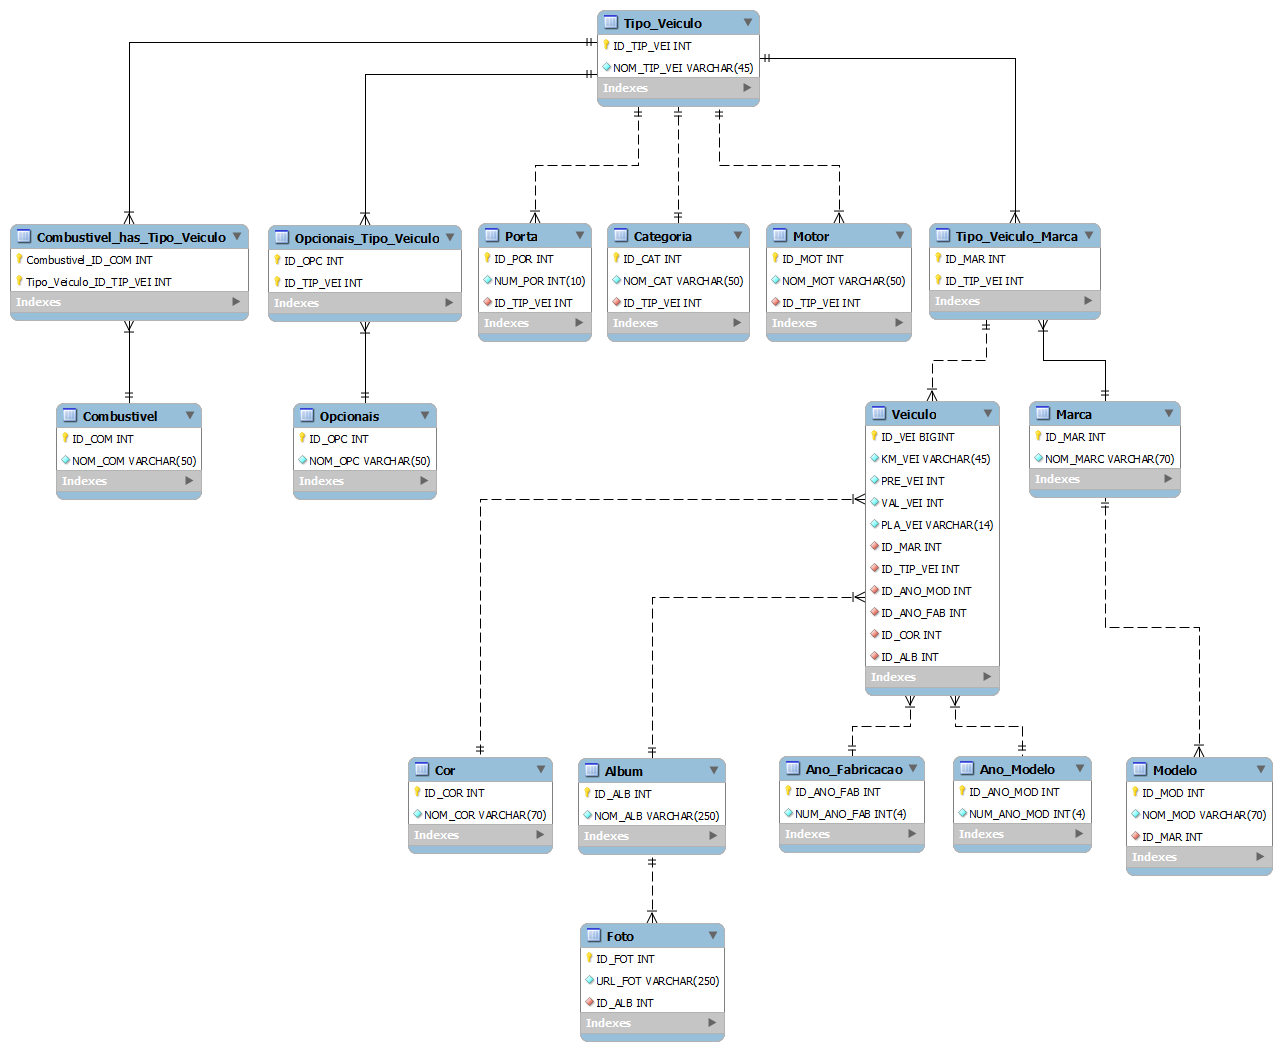 Tipo_Veiculo
ID_TIP_VEI INT
NOM_TIP_VEI VARCHAR(45)
Indexes
Combustivel_has_Tipo_Veiculo
Combustivel_ID_COM INT
Tipo_Veiculo_ID_TIP_VEI INT
Indexes
Opcionais_Tipo_Veiculo
ID_OPC INT
ID_TIP_VEI INT
Indexes
Porta
ID_POR INT
NUM_POR INT(10)
ID_TIP_VEI INT
Indexes
Categoria
ID_CAT INT
NOM_CAT VARCHAR(50)
ID_TIP_VEI INT
Indexes
Motor
ID_MOT INT
NOM_MOT VARCHAR(50)
ID_TIP_VEI INT
Indexes
Tipo_Veiculo_Marca
ID_MAR INT
ID_TIP_VEI INT
Indexes
Combustivel
ID_COM INT
NOM_COM VARCHAR(50)
Indexes
Opcionais
ID_OPC INT
NOM_OPC VARCHAR(50)
Indexes
Veiculo
ID_VEI BIGINT
KM_VEI VARCHAR(45)
PRE_VEI INT
VAL_VEI INT
PLA_VEI VARCHAR(14)
ID_MAR INT
ID_TIP_VEI INT
ID_ANO_MOD INT
ID_ANO_FAB INT
ID_COR INT
ID_ALB INT
Indexes
Marca
ID_MAR INT
NOM_MARC VARCHAR(70)
Indexes
Cor
ID_COR INT
NOM_COR VARCHAR(70)
Indexes
Album
ID_ALB INT
NOM_ALB VARCHAR(250)
Indexes
Ano_Fabricacao
ID_ANO_FAB INT
NUM_ANO_FAB INT(4)
Indexes
Ano_Modelo
ID_ANO_MOD INT
NUM_ANO_MOD INT(4)
Indexes
Modelo
ID_MOD INT
NOM_MOD VARCHAR(70)
ID_MAR INT
Indexes
Foto
ID_FOT INT
URL_FOT VARCHAR(250)
ID_ALB INT
Indexes